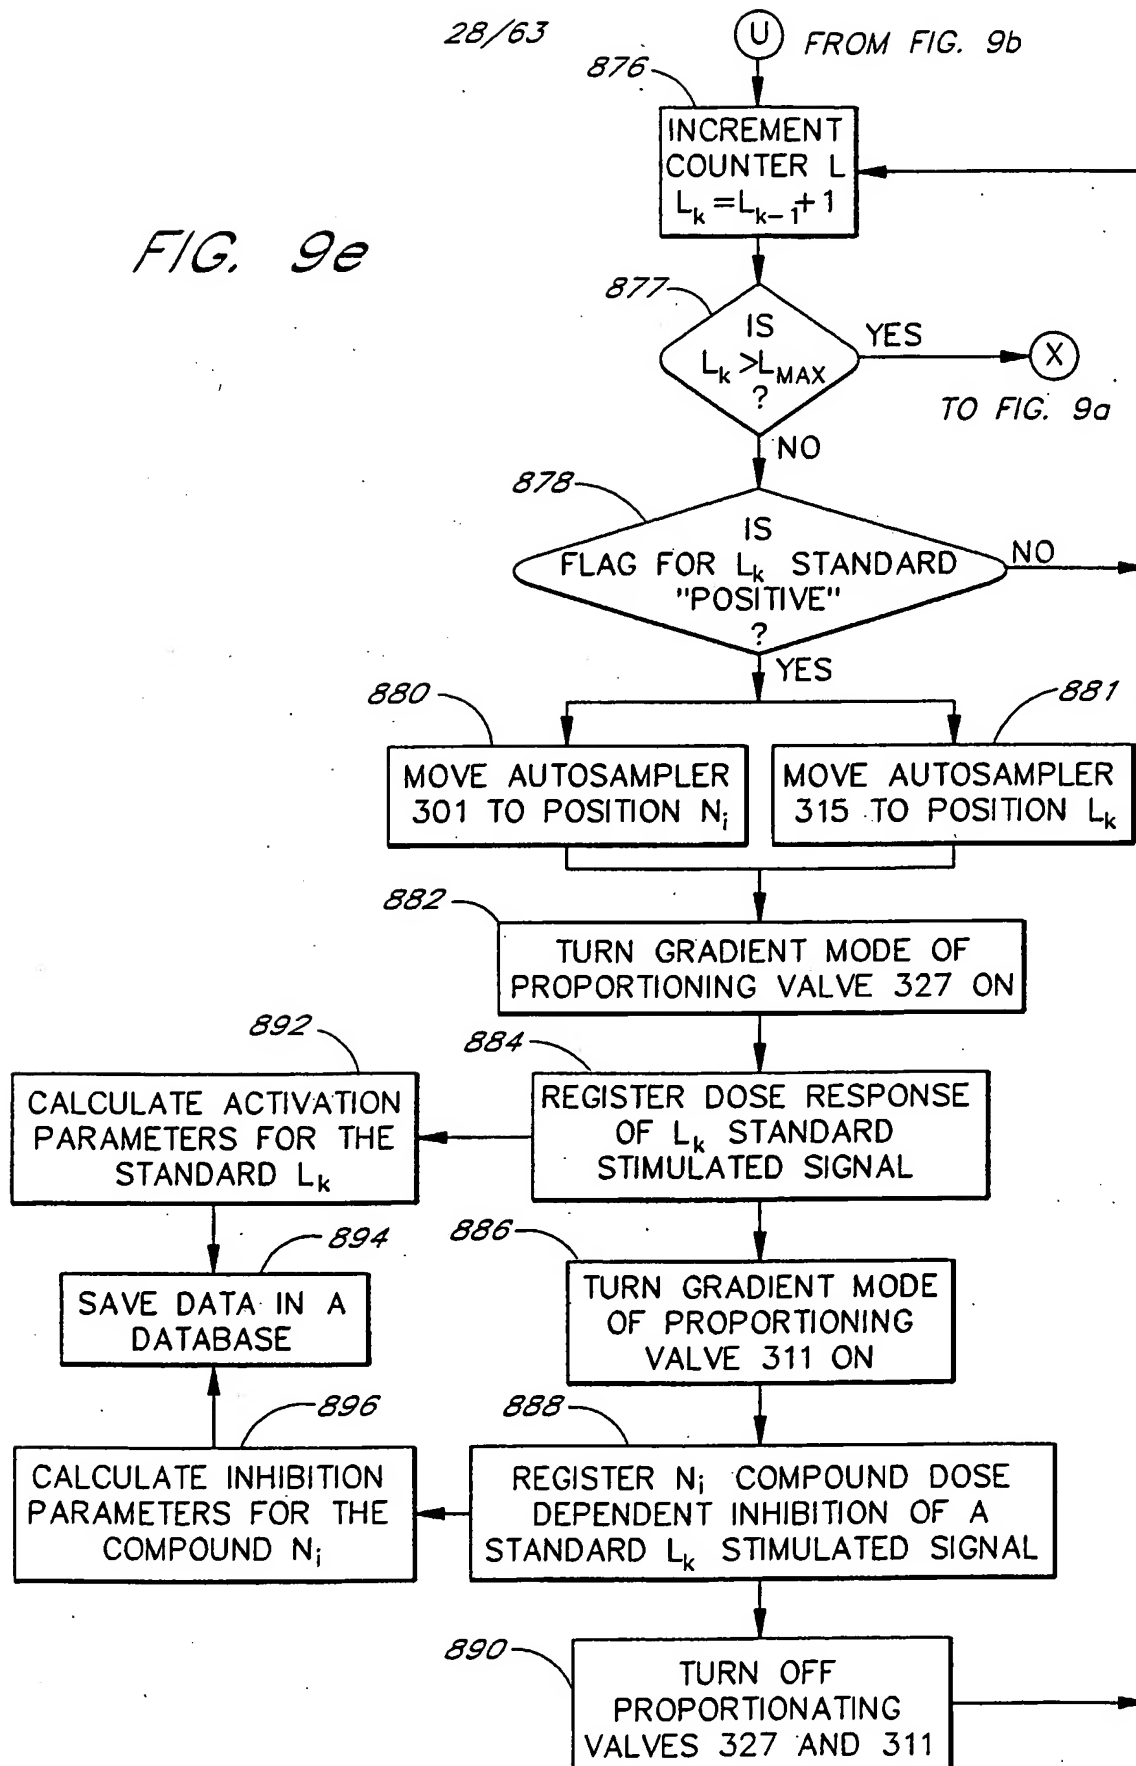 28/63
U FROM FIG. 9b
876
INCREMENT
COUNTER L
L_k = L_{k-1} + 1
FIG. 9e
877
IS
L_k > L_MAX
?
YES
X
TO FIG. 9a
NO
878
IS
FLAG FOR L_k STANDARD
"POSITIVE"
?
NO
YES
880
MOVE AUTOSAMPLER
301 TO POSITION N_i
881
MOVE AUTOSAMPLER
315 TO POSITION L_k
882
TURN GRADIENT MODE OF
PROPORTIONING VALVE 327 ON
884
REGISTER DOSE RESPONSE
OF L_k STANDARD
STIMULATED SIGNAL
892
CALCULATE ACTIVATION
PARAMETERS FOR THE
STANDARD L_k
894
SAVE DATA IN A
DATABASE
886
TURN GRADIENT MODE
OF PROPORTIONING
VALVE 311 ON
888
REGISTER N_i COMPOUND DOSE
DEPENDENT INHIBITION OF A
STANDARD L_k STIMULATED SIGNAL
896
CALCULATE INHIBITION
PARAMETERS FOR THE
COMPOUND N_i
890
TURN OFF
PROPORTIONATING
VALVES 327 AND 311